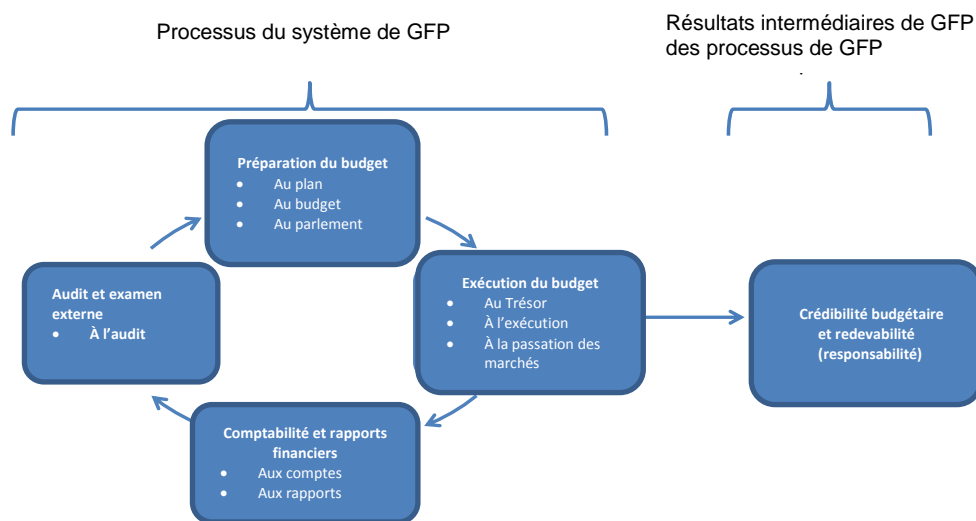 Processus du système de GFP
Résultats intermédiaires de GFP
des processus de GFP
Préparation du budget
• Au plan
• Au budget
• Au parlement
Exécution du budget
• Au Trésor
• À l'exécution
• À la passation des
marchés
Comptabilité et rapports
financiers
• Aux comptes
• Aux rapports
Audit et examen
externe
• À l'audit
Crédibilité budgétaire
et redevabilité
(responsabilité)